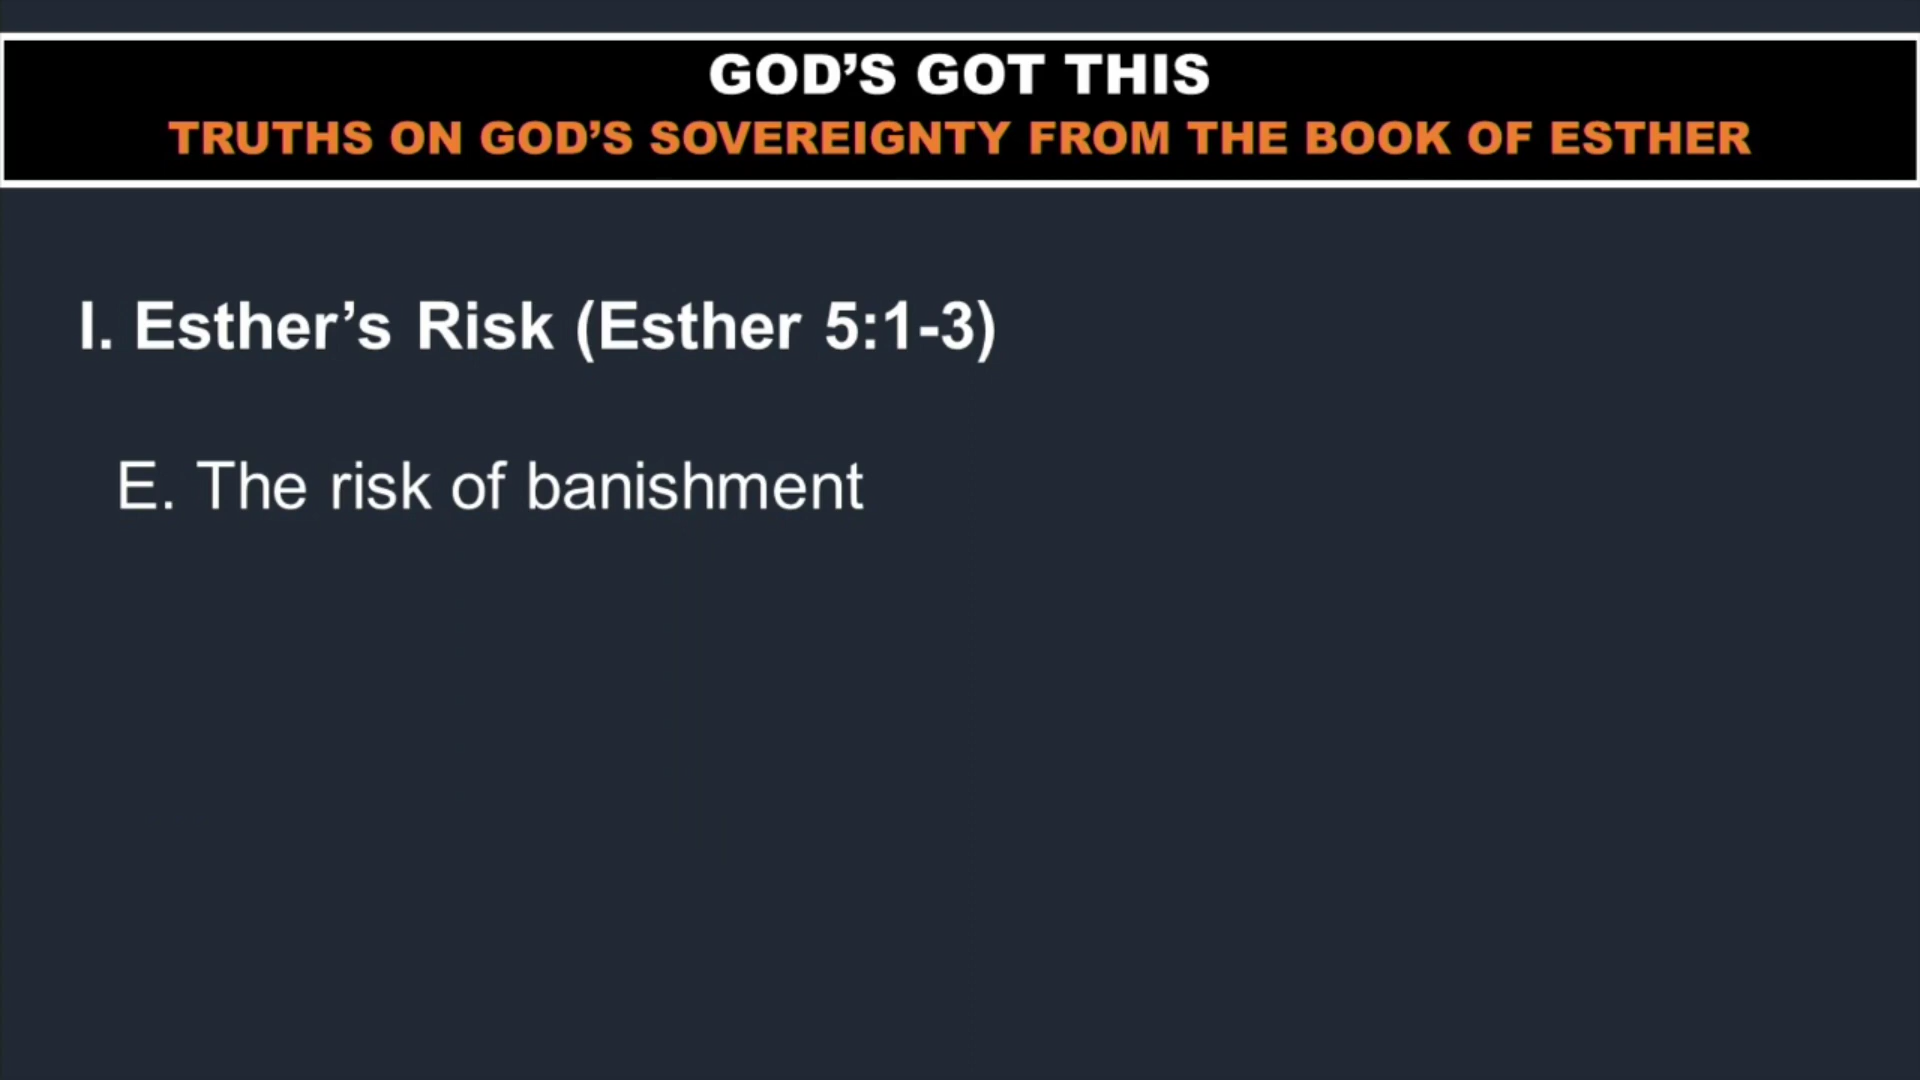 GOD’S GOT THIS
TRUTHS ON GOD’S SOVEREIGNTY FROM THE BOOK OF ESTHER
I. Esther’s Risk (Esther 5:1-3)
E. The risk of banishment